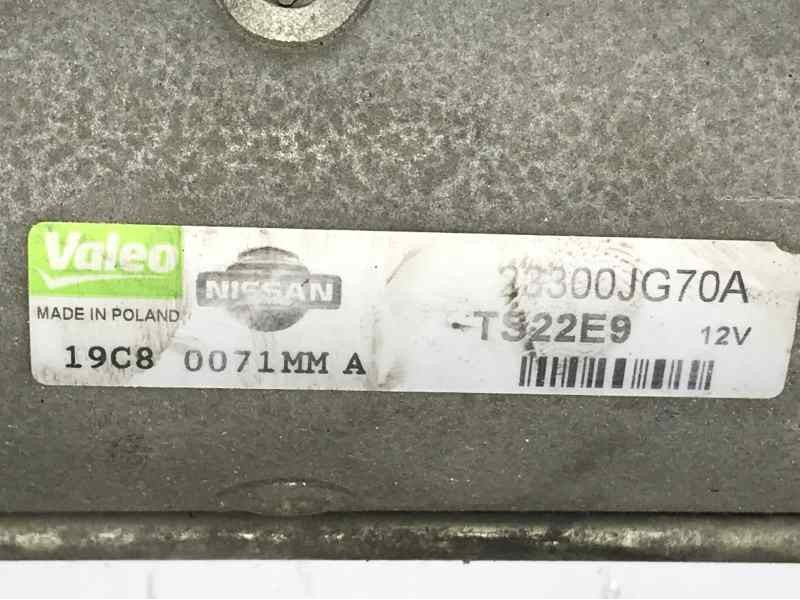 Valeo
NISSAN
MADE IN POLAND
19C8 0071MM A
23300JG70A
TS22E9 12V